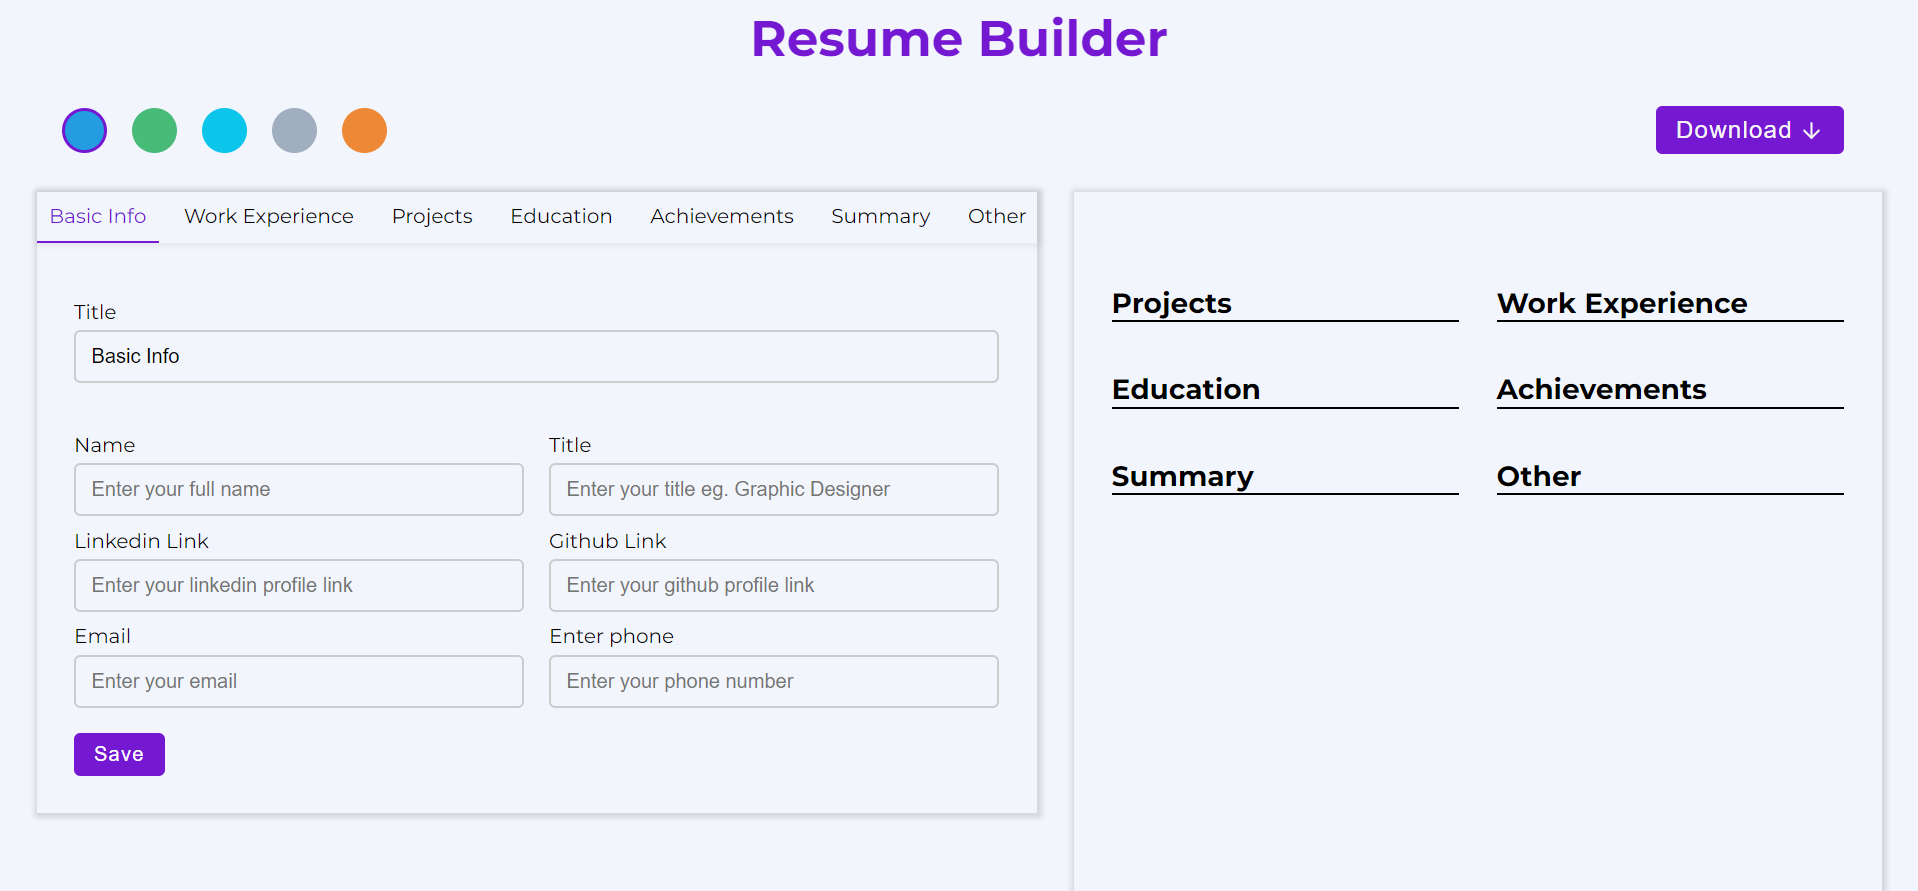 Resume Builder
Download ↓
Basic Info Work Experience Projects Education Achievements Summary Other
Title
Basic Info
Name Title
Enter your full name Enter your title eg. Graphic Designer
Linkedin Link Github Link
Enter your linkedin profile link Enter your github profile link
Email Enter phone
Enter your email Enter your phone number
Save
Projects Work Experience
Education Achievements
Summary Other